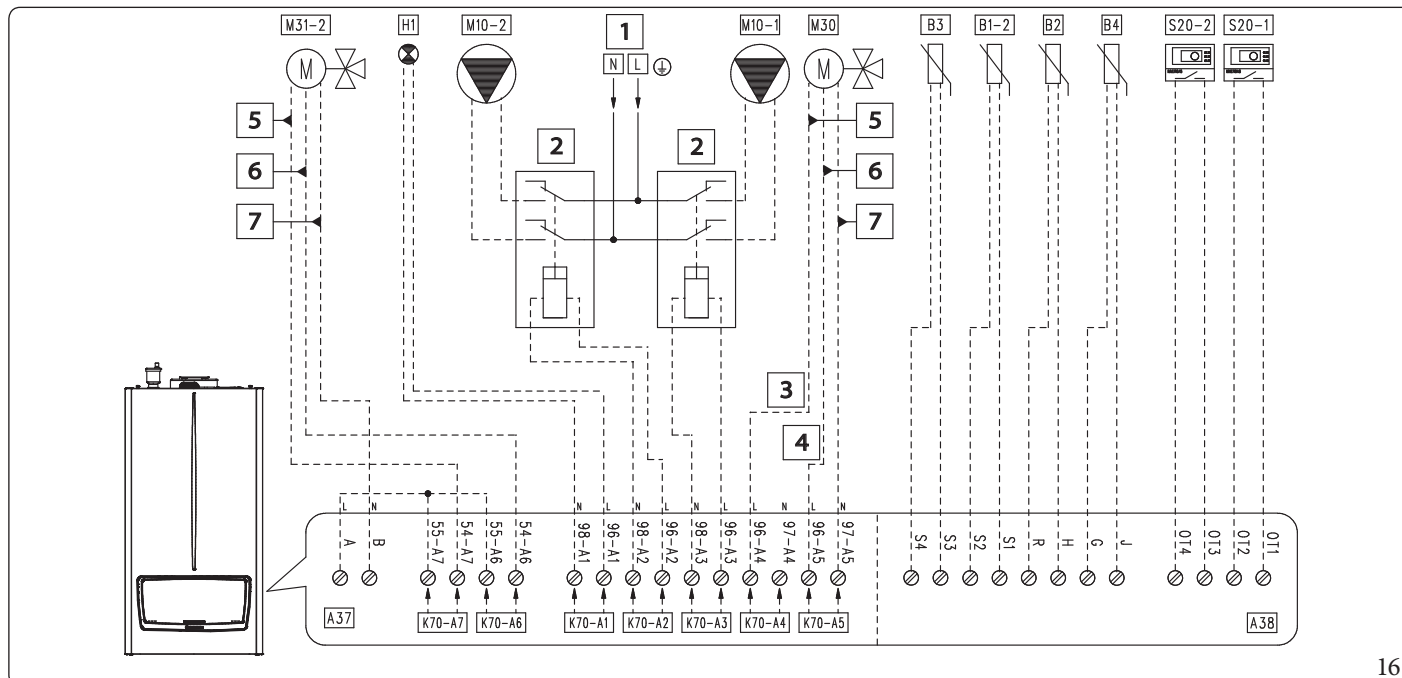 M31-2 H1 M10-2 1 M10-1 M30 B3 B1-2 B2 B4 S20-2 S20-1
N L
M M
5 5
2 2
6 6
7 7
3
4
L N N L N L N L L N L N
A B 55-A7 54-A7 55-A6 54-A6 98-A1 96-A1 98-A2 96-A2 98-A3 96-A3 96-A4 97-A4 96-A5 97-A5 S4 S3 S2 S1 R H G J OT4 OT3 OT2 OT1
A37 K70-A7 K70-A6 K70-A1 K70-A2 K70-A3 K70-A4 K70-A5 A38
16